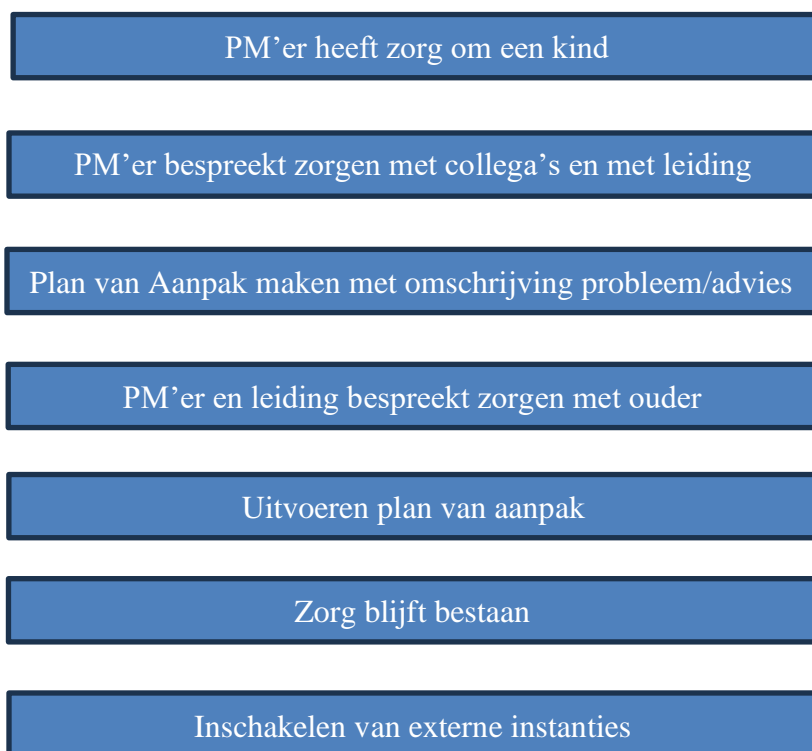 PM’er heeft zorg om een kind
PM’er bespreekt zorgen met collega’s en met leiding
Plan van Aanpak maken met omschrijving probleem/advies
PM’er en leiding bespreekt zorgen met ouder
Uitvoeren plan van aanpak
Zorg blijft bestaan
Inschakelen van externe instanties